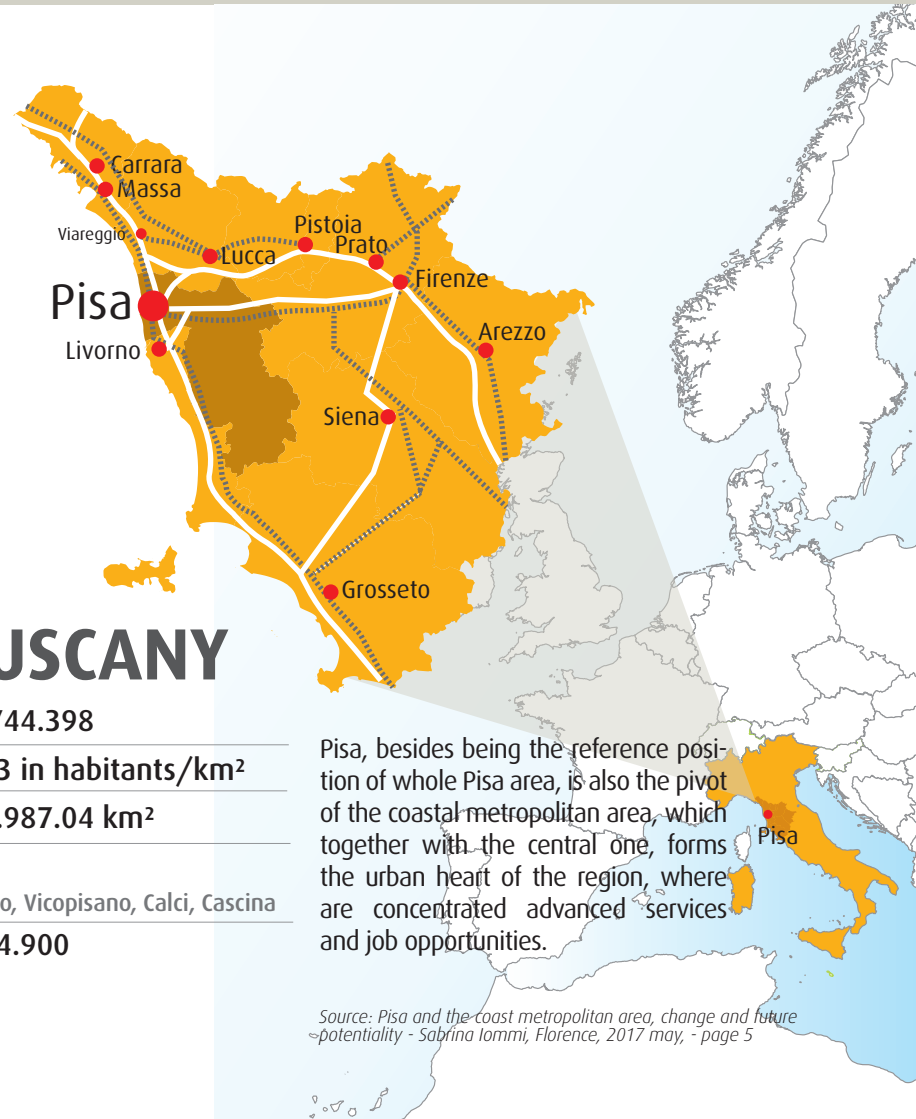 Carrara
Massa
Viareggio
Lucca
Pistoia
Prato
Firenze
Pisa
Livorno
Arezzo
Siena
Grosseto
USCANY
744.398
3 in habitants/km²
.987.04 km²
o, Vicopisano, Calci, Cascina
4.900
Pisa, besides being the reference posi-
tion of whole Pisa area, is also the pivot
of the coastal metropolitan area, which
together with the central one, forms
the urban heart of the region, where
are concentrated advanced services
and job opportunities.
Pisa
Source: Pisa and the coast metropolitan area, change and future
potentiality - Sabrina Iommi, Florence, 2017 may, - page 5